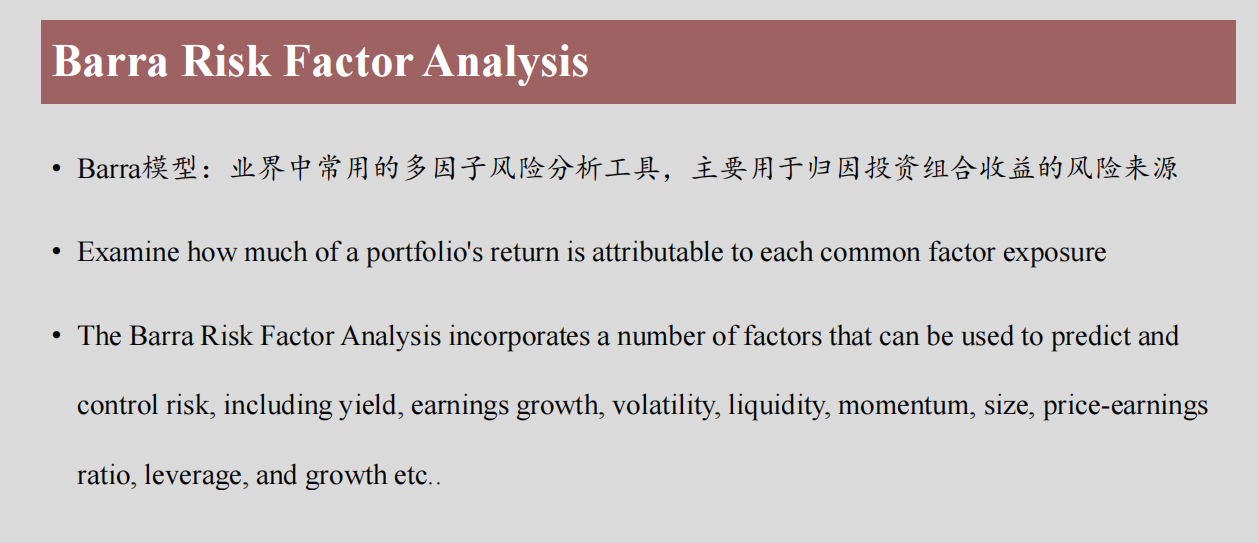 Barra Risk Factor Analysis
• Barra模型：业界中常用的多因子风险分析工具，主要用于归因投资组合收益的风险来源
• Examine how much of a portfolio's return is attributable to each common factor exposure
• The Barra Risk Factor Analysis incorporates a number of factors that can be used to predict and
control risk, including yield, earnings growth, volatility, liquidity, momentum, size, price-earnings
ratio, leverage, and growth etc..